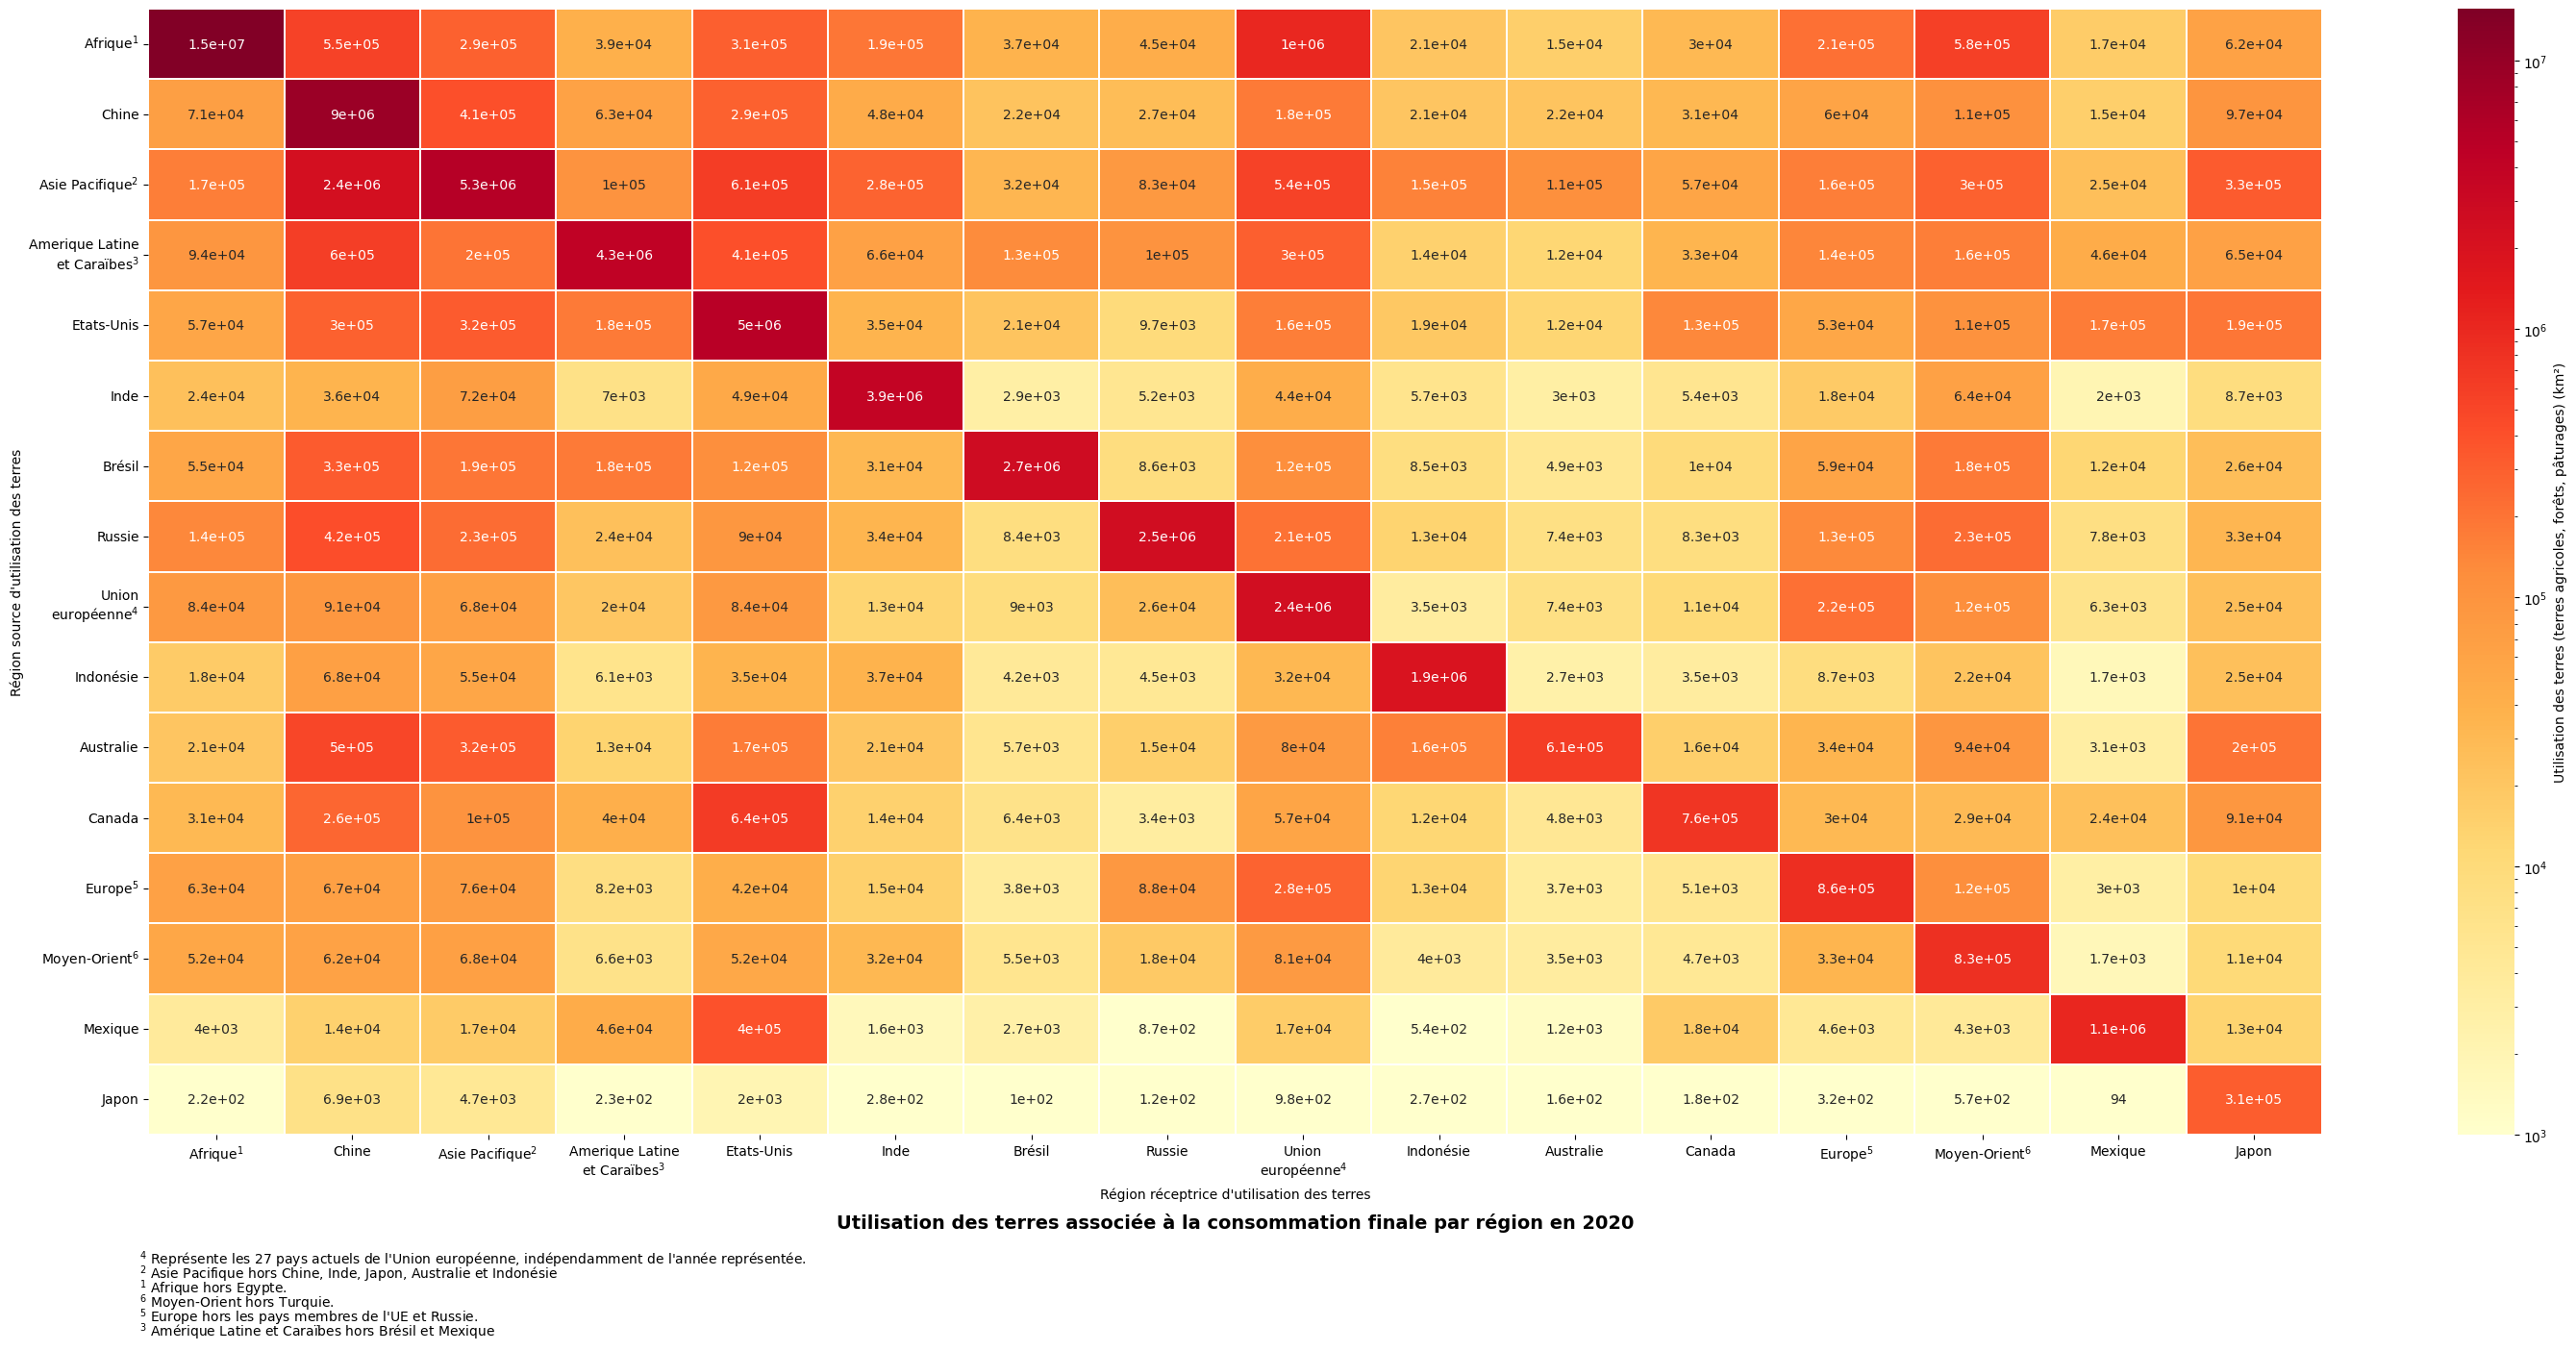 Afrique¹ 1.5e+07 5.5e+05 2.9e+05 3.9e+04 3.1e+05 1.9e+05 3.7e+04 4.5e+04 1e+06 2.1e+04 1.5e+04 3e+04 2.1e+05 5.8e+05 1.7e+04 6.2e+04
Chine 7.1e+04 9e+06 4.1e+05 6.3e+04 2.9e+05 4.8e+04 2.2e+04 2.7e+04 1.8e+05 2.1e+04 2.2e+04 3.1e+04 6e+04 1.1e+05 1.5e+04 9.7e+04
Asie Pacifique² 1.7e+05 2.4e+06 5.3e+06 1e+05 6.1e+05 2.8e+05 3.2e+04 8.3e+04 5.4e+05 1.5e+05 1.1e+05 5.7e+04 1.6e+05 3e+05 2.5e+04 3.3e+05
Amerique Latine
et Caraïbes³ 9.4e+04 6e+05 2e+05 4.3e+06 4.1e+05 6.6e+04 1.3e+05 1e+05 3e+05 1.4e+04 1.2e+04 3.3e+04 1.4e+05 1.6e+05 4.6e+04 6.5e+04
Etats-Unis 5.7e+04 3e+05 3.2e+05 1.8e+05 5e+06 3.5e+04 2.1e+04 9.7e+03 1.6e+05 1.9e+04 1.2e+04 1.3e+05 5.3e+04 1.1e+05 1.7e+05 1.9e+05
Inde 2.4e+04 3.6e+04 7.2e+04 7e+03 4.9e+04 3.9e+06 2.9e+03 5.2e+03 4.4e+04 5.7e+03 3e+03 5.4e+03 1.8e+04 6.4e+04 2e+03 8.7e+03
Brésil 5.5e+04 3.3e+05 1.9e+05 1.8e+05 1.2e+05 3.1e+04 2.7e+06 8.6e+03 1.2e+05 8.5e+03 4.9e+03 1e+04 5.9e+04 1.8e+05 1.2e+04 2.6e+04
Russie 1.4e+05 4.2e+05 2.3e+05 2.4e+04 9e+04 3.4e+04 8.4e+03 2.5e+06 2.1e+05 1.3e+04 7.4e+03 8.3e+03 1.3e+05 2.3e+05 7.8e+03 3.3e+04
Union
européenne⁴ 8.4e+04 9.1e+04 6.8e+04 2e+04 8.4e+04 1.3e+04 9e+03 2.6e+04 2.4e+06 3.5e+03 7.4e+03 1.1e+04 2.2e+05 1.2e+05 6.3e+03 2.5e+04
Indonésie 1.8e+04 6.8e+04 5.5e+04 6.1e+03 3.5e+04 3.7e+04 4.2e+03 4.5e+03 3.2e+04 1.9e+06 2.7e+03 3.5e+03 8.7e+03 2.2e+04 1.7e+03 2.5e+04
Australie 2.1e+04 5e+05 3.2e+05 1.3e+04 1.7e+05 2.1e+04 5.7e+03 1.5e+04 8e+04 1.6e+05 6.1e+05 1.6e+04 3.4e+04 9.4e+04 3.1e+03 2e+05
Canada 3.1e+04 2.6e+05 1e+05 4e+04 6.4e+05 1.4e+04 6.4e+03 3.4e+03 5.7e+04 1.2e+04 4.8e+03 7.6e+05 3e+04 2.9e+04 2.4e+04 9.1e+04
Europe⁵ 6.3e+04 6.7e+04 7.6e+04 8.2e+03 4.2e+04 1.5e+04 3.8e+03 8.8e+04 2.8e+05 1.3e+04 3.7e+03 5.1e+03 8.6e+05 1.2e+05 3e+03 1e+04
Moyen-Orient⁶ 5.2e+04 6.2e+04 6.8e+04 6.6e+03 5.2e+04 3.2e+04 5.5e+03 1.8e+04 8.1e+04 4e+03 3.5e+03 4.7e+03 3.3e+04 8.3e+05 1.7e+03 1.1e+04
Mexique 4e+03 1.4e+04 1.7e+04 4.6e+04 4e+05 1.6e+03 2.7e+03 8.7e+02 1.7e+04 5.4e+02 1.2e+03 1.8e+04 4.6e+03 4.3e+03 1.1e+06 1.3e+04
Japon 2.2e+02 6.9e+03 4.7e+03 2.3e+02 2e+03 2.8e+02 1e+02 1.2e+02 9.8e+02 2.7e+02 1.6e+02 1.8e+02 3.2e+02 5.7e+02 94 3.1e+05
Afrique¹ Chine Asie Pacifique² Amerique Latine Etats-Unis Inde Brésil Russie Union Indonésie Australie Canada Europe⁵ Moyen-Orient⁶ Mexique Japon
et Caraïbes³ européenne⁴
Région source d'utilisation des terres
Région réceptrice d'utilisation des terres
10⁷
10⁶
10⁵
10⁴
10³
Utilisation des terres (terres agricoles, forêts, pâturages) (km²)
Utilisation des terres associée à la consommation finale par région en 2020
⁴ Représente les 27 pays actuels de l'Union européenne, indépendamment de l'année représentée.
² Asie Pacifique hors Chine, Inde, Japon, Australie et Indonésie
¹ Afrique hors Egypte.
⁶ Moyen-Orient hors Turquie.
⁵ Europe hors les pays membres de l'UE et Russie.
³ Amérique Latine et Caraïbes hors Brésil et Mexique